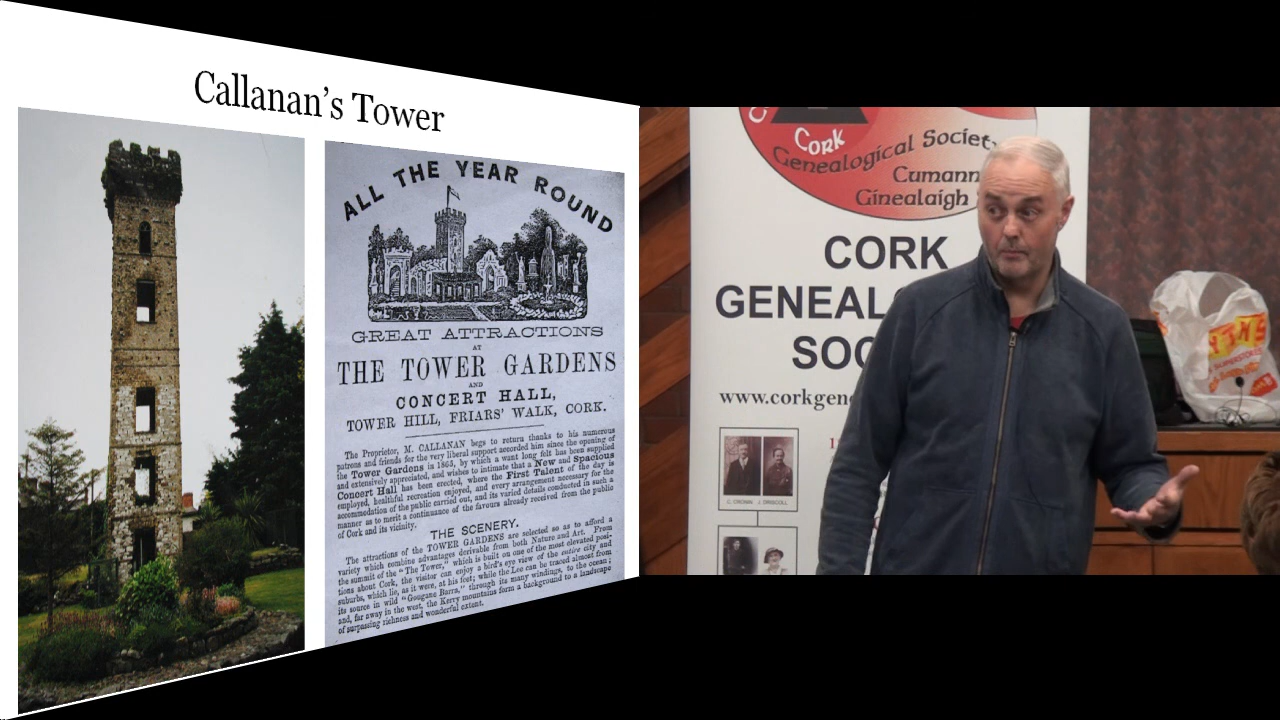 Callanan's Tower
ALL THE YEAR ROUND
GREAT ATTRACTIONS
AT
THE TOWER GARDENS
AND
CONCERT HALL,
TOWER HILL, FRIARS' WALK, CORK.
The Proprietor, M. CALLANAN begs to return thanks to his numerous
patrons and friends for the very liberal support accorded him since the opening of
the Tower Gardens in 1865, by which a want long felt has been supplied
and extensively appreciated, and wishes to intimate that a New and Spacious
Concert Hall has been erected, where the First Talent of the day is
employed, healthful recreation enjoyed, and every arrangement necessary for the
accommodation of the public carried out, and its varied details conducted in such a
manner as to merit a continuance of the favours already received from the public
of Cork and its vicinity.
THE SCENERY.
The attractions of the TOWER GARDENS are selected so as to afford a
variety which combine advantages derivable from both Nature and Art. From
the summit of the "The Tower," which is built on one of the most elevated posi-
tions about Cork, the visitor can enjoy a bird's eye view of the entire city and
suburbs, which lie, as it were, at his feet; while the Lee can be traced almost from
its source in wild "Gougane Barra," through its many windings, to the ocean;
and, far away in the west, the Kerry mountains form a background to a landscape
of surpassing richness and wonderful extent.
Cork
Genealogical Society
Cumann
Ginealaigh
CORK
GENEAL
SOC
www.corkgene
C. CROWN J. DRISCOLL